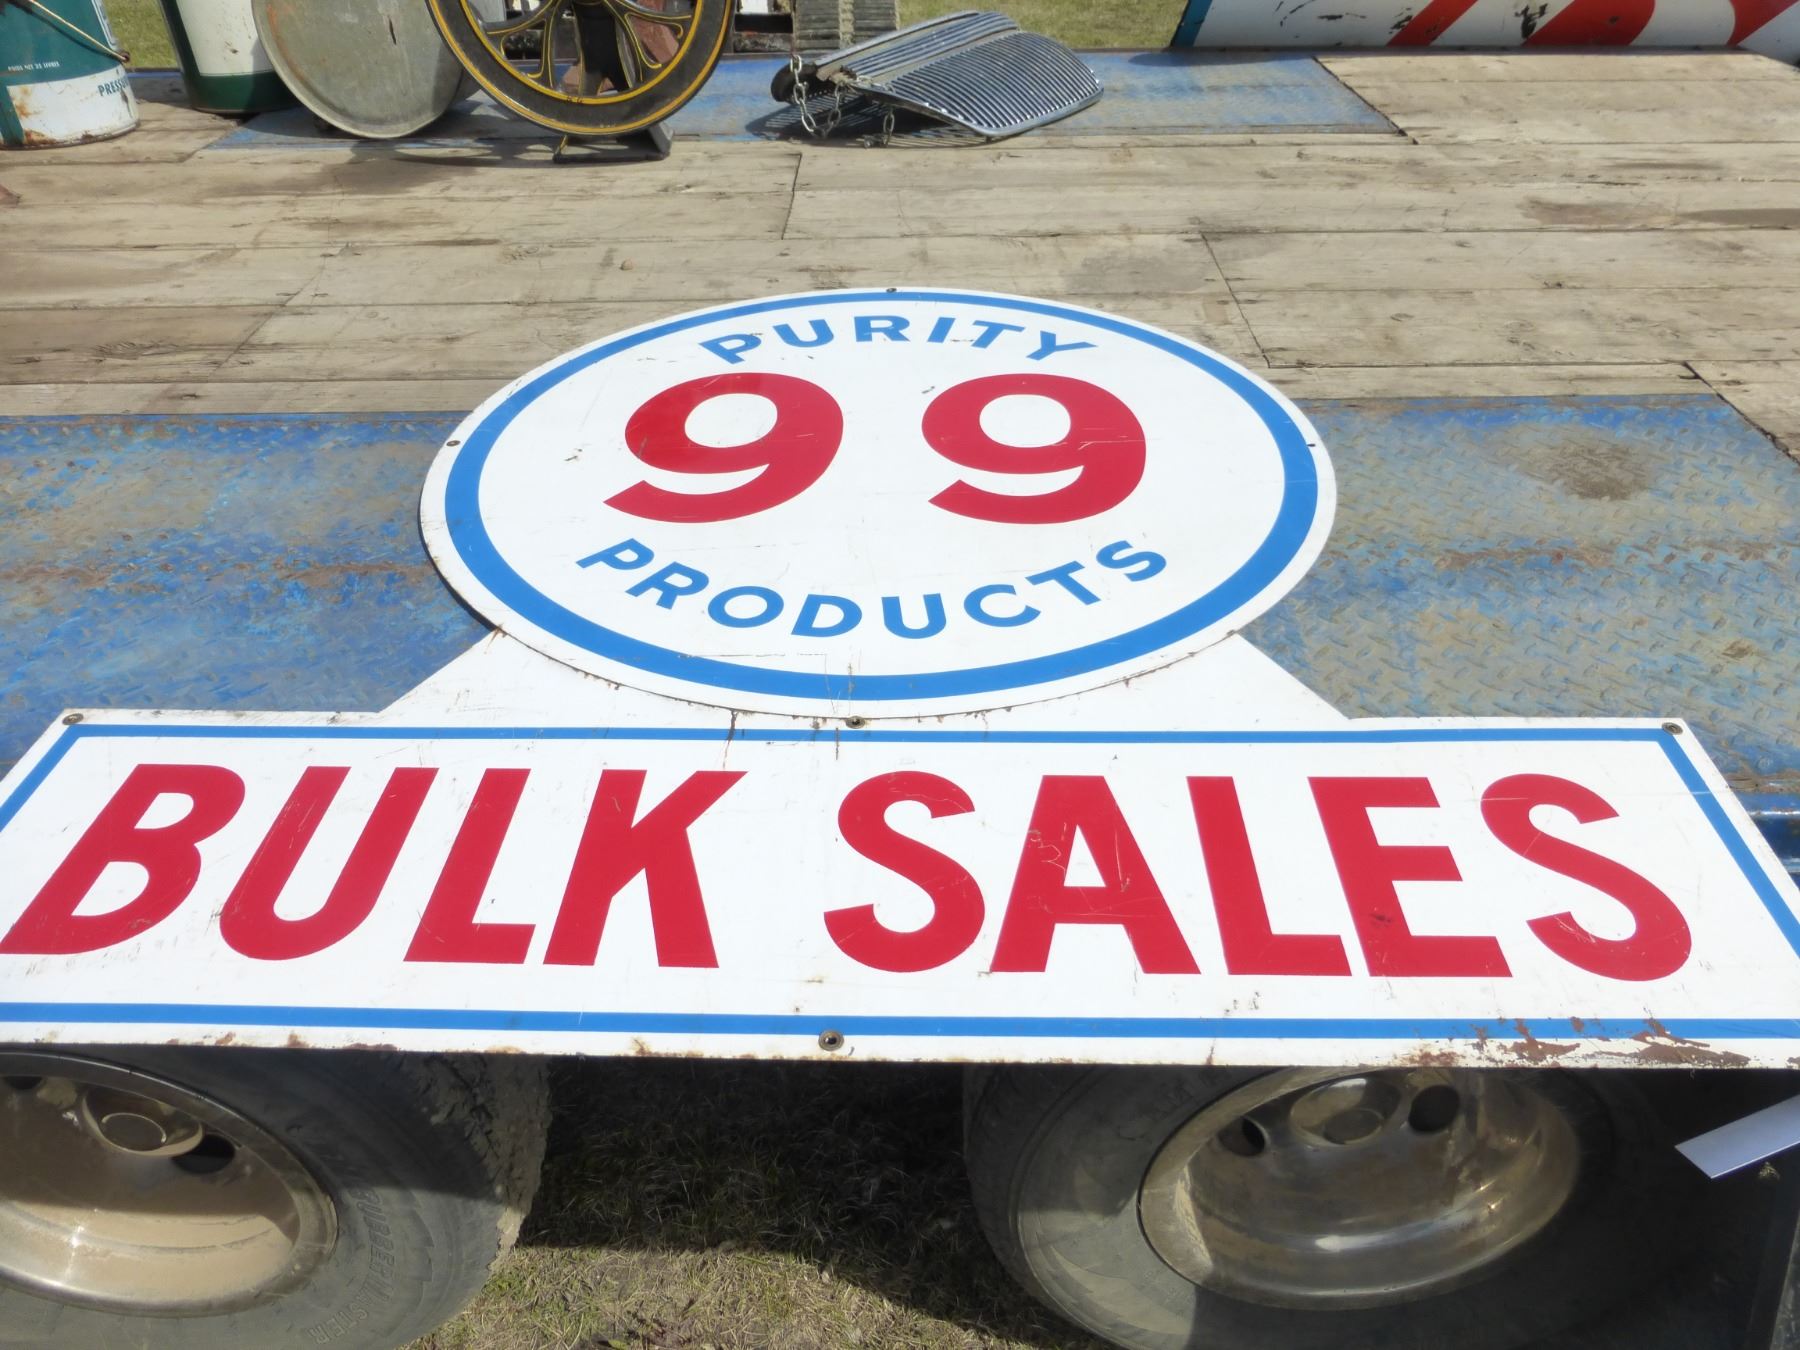 PURITY
99
PRODUCTS
BULK SALES